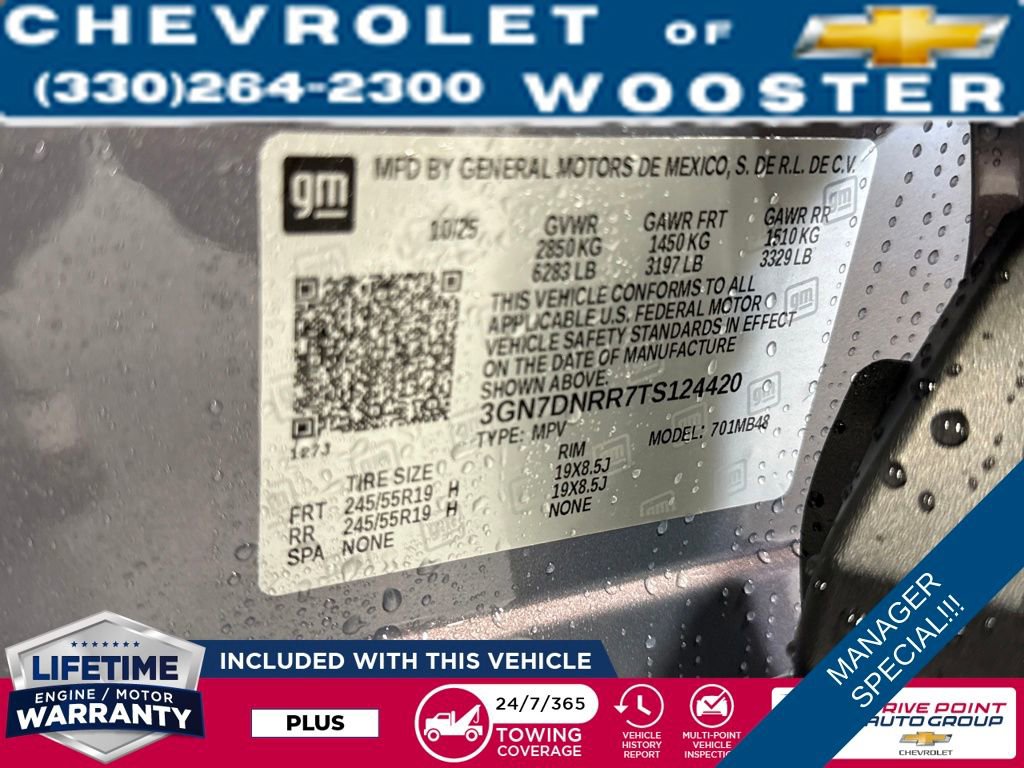 CHEVROLET OF
(330)264-2300 WOOSTER
gm
MFD BY GENERAL MOTORS DE MEXICO, S. DE R.L. DE C.V.
10/25 GVWR GAWR FRT GAWR RR
2850 KG 1450 KG 1510 KG
6283 LB 3197 LB 3329 LB
THIS VEHICLE CONFORMS TO ALL
APPLICABLE U.S. FEDERAL MOTOR
VEHICLE SAFETY STANDARDS IN EFFECT
ON THE DATE OF MANUFACTURE
SHOWN ABOVE.
3GN7DNRR7TS124420
TYPE: MPV MODEL: 701MB48
1273
TIRE SIZE RIM
FRT 245/55R19 H 19X8.5J
RR 245/55R19 H 19X8.5J
SPA NONE NONE
MANAGER
SPECIAL!!!
LIFETIME
ENGINE / MOTOR
WARRANTY
INCLUDED WITH THIS VEHICLE
PLUS
24/7/365
TOWING
COVERAGE
VEHICLE
HISTORY
REPORT
MULTI-POINT
VEHICLE
DRIVE POINT
AUTO GROUP
CHEVROLET